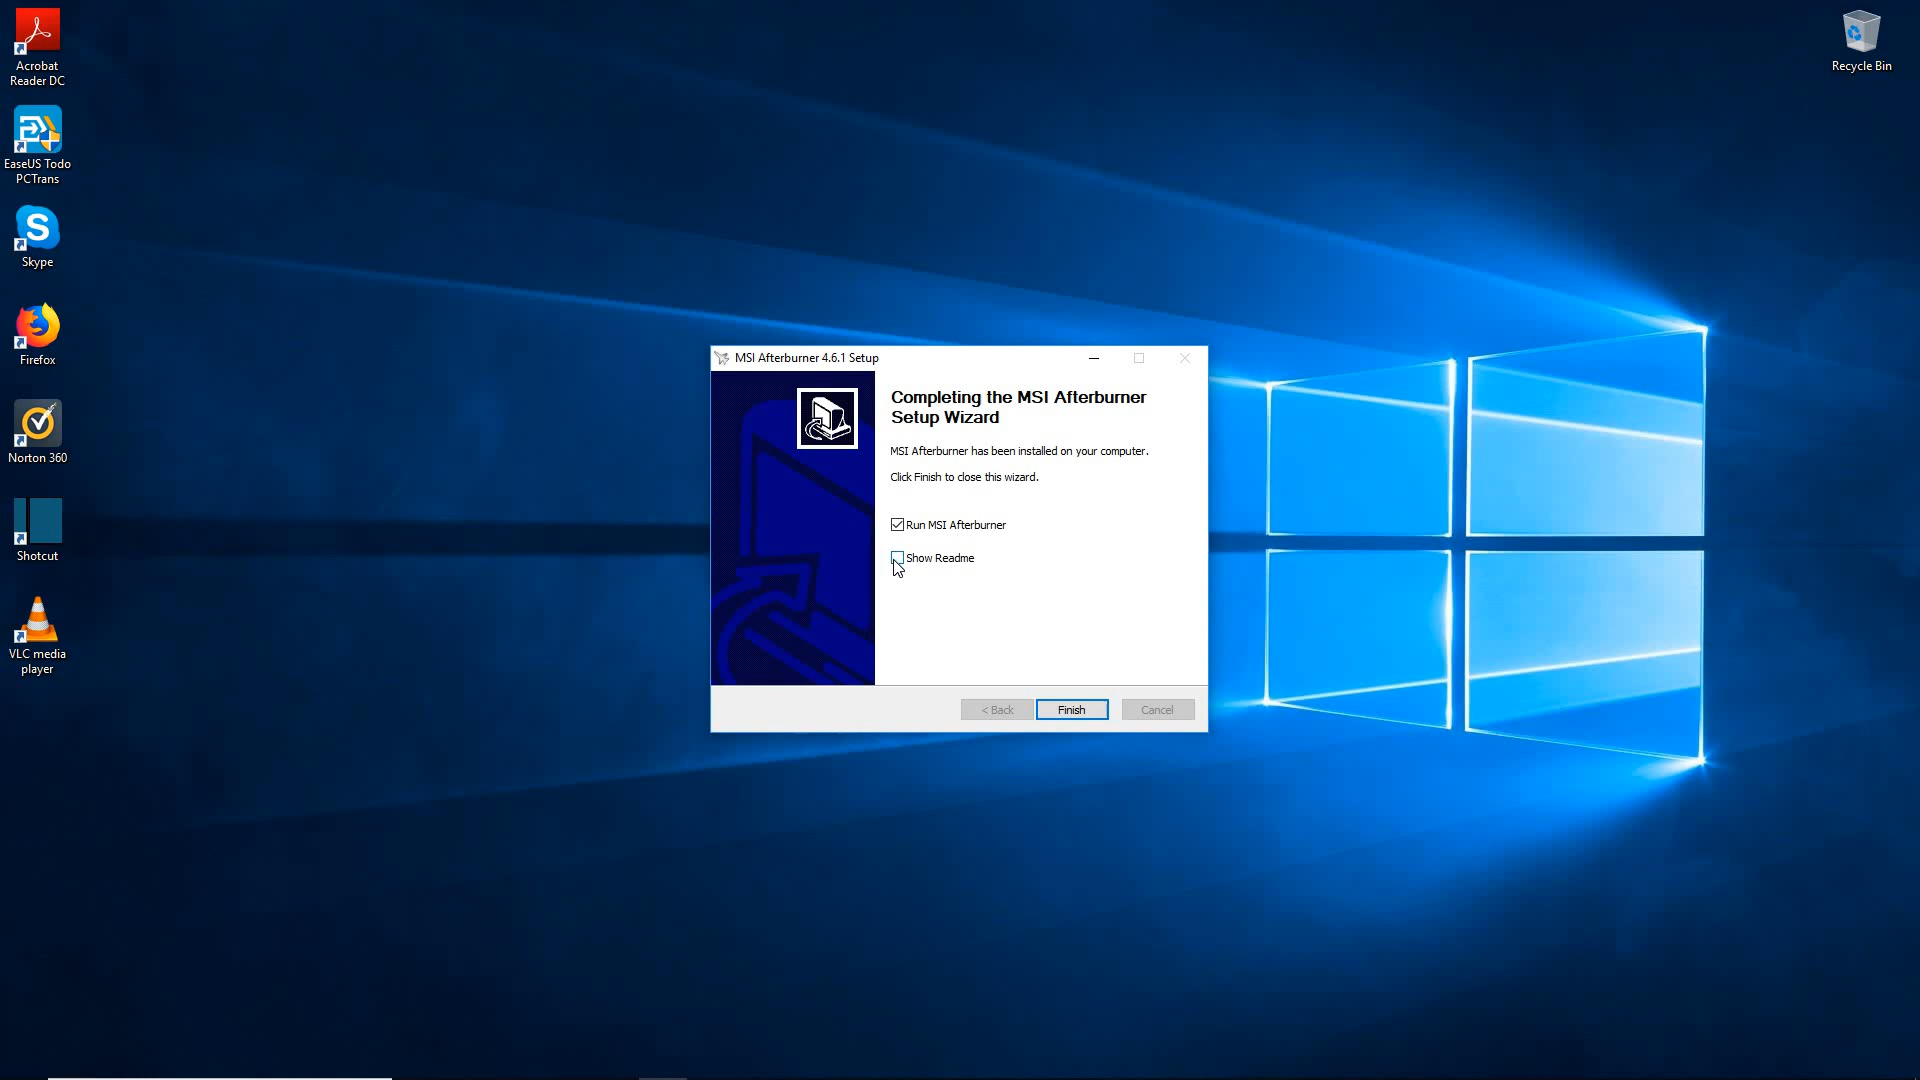 Acrobat
Reader DC
EaseUS Todo
PCTrans
Skype
Firefox
Norton 360
Shotcut
VLC media
player
Recycle Bin
MSI Afterburner 4.6.1 Setup
Completing the MSI Afterburner
Setup Wizard
MSI Afterburner has been installed on your computer.
Click Finish to close this wizard.
Run MSI Afterburner
Show Readme
< Back
Finish
Cancel